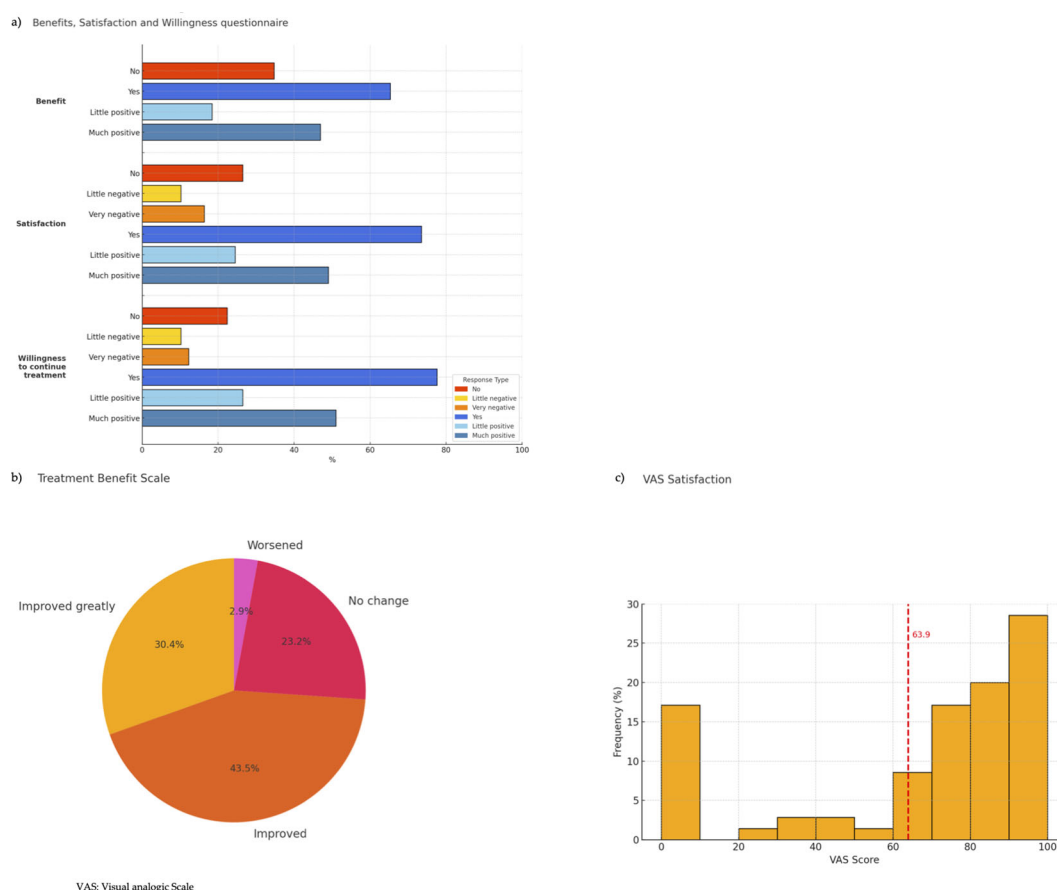 a) Benefits, Satisfaction and Willingness questionnaire
Benefit
No
Yes
Little positive
Much positive
Satisfaction
No
Little negative
Very negative
Yes
Little positive
Much positive
Willingness
to continue
treatment
No
Little negative
Very negative
Yes
Little positive
Much positive
Response Type
No
Little negative
Very negative
Yes
Little positive
Much positive
0 20 40 60 80 100
%
b) Treatment Benefit Scale
Worsened
2.9%
No change
23.2%
Improved greatly
30.4%
43.5%
Improved
c) VAS Satisfaction
30
25
20
15
10
5
0
Frequency (%)
63.9
0 20 40 60 80 100
VAS Score
VAS: Visual analogic Scale